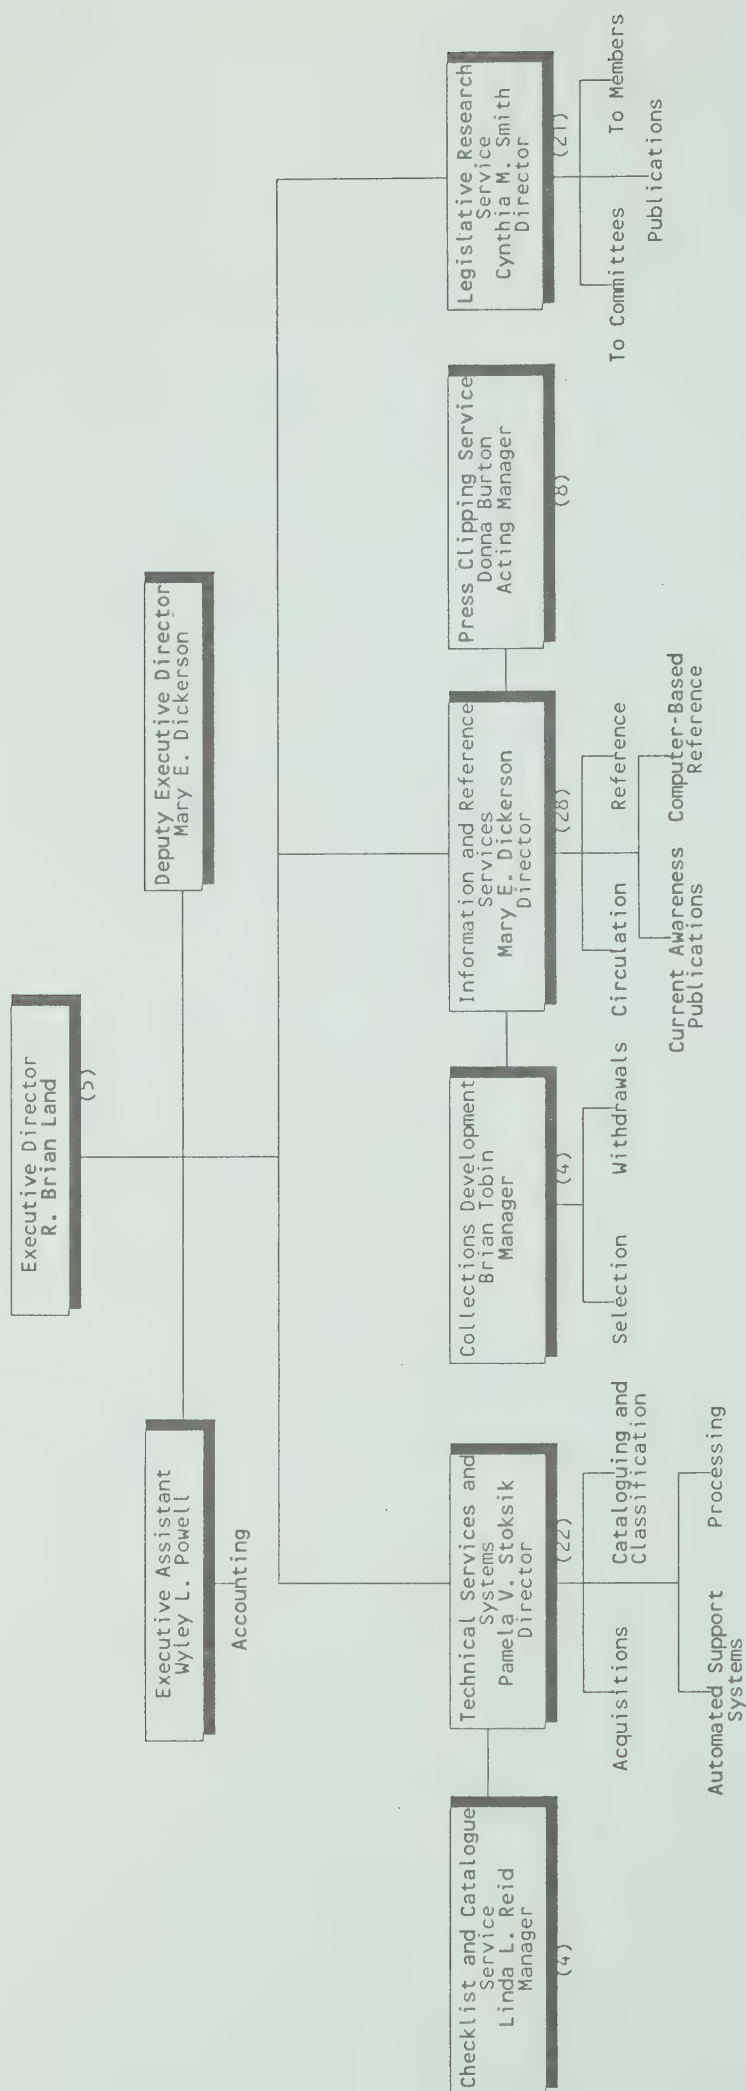 Executive Director
R. Brian Land
(5)
Executive Assistant
Wyley L. Powell
Accounting
Deputy Executive Director
Mary E. Dickerson
Checklist and Catalogue
Service
Linda L. Reid
Manager
(4)
Technical Services and
Systems
Pamela V. Stoksik
Director
(22)
Acquisitions
Cataloguing and
Classification
Automated Support
Systems
Processing
Collections Development
Brian Tobin
Manager
(4)
Selection
Withdrawals
Information and Reference
Services
Mary E. Dickerson
Director
(28)
Circulation
Reference
Current Awareness
Publications
Computer-Based
Reference
Press Clipping Service
Donna Burton
Acting Manager
(8)
Legislative Research
Service
Cynthia M. Smith
Director
(21)
To Committees
To Members
Publications